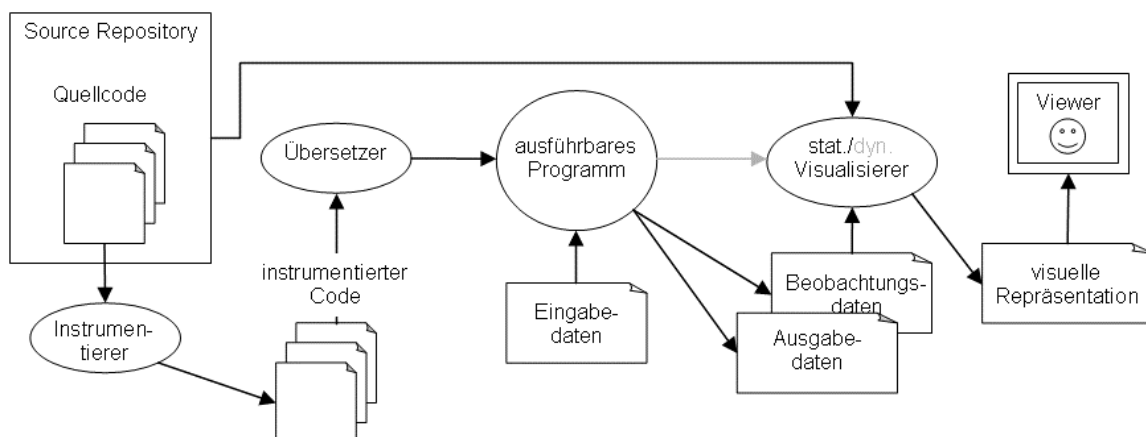 Source Repository
Quellcode
Instrumen-
tierer
instrumentierter
Code
Übersetzer
ausführbares
Programm
Eingabe-
daten
stat./dyn.
Visualisierer
Beobachtungs-
daten
Ausgabe-
daten
Viewer
visuelle
Repräsentation